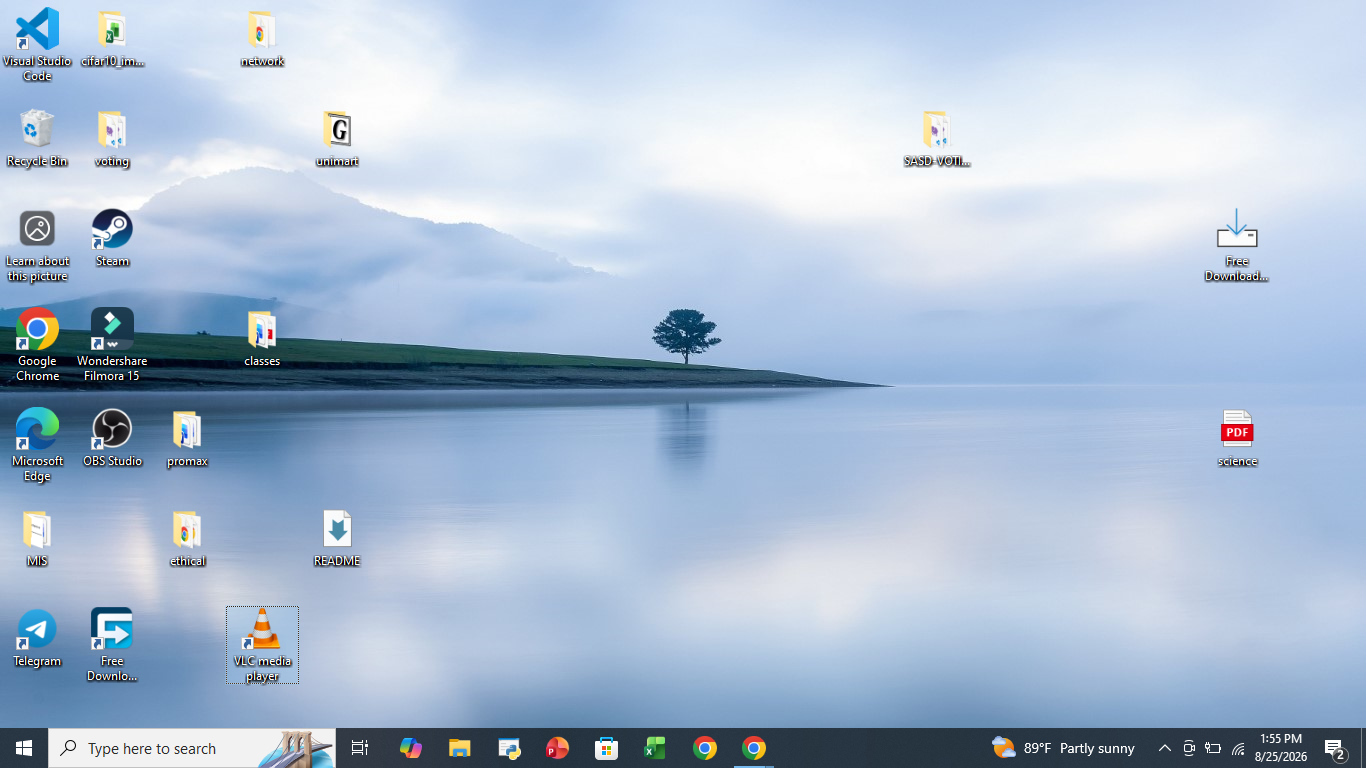 Visual Studio
Code
cifar10_im...
network
Recycle Bin
voting
unimart
SASD-VOTI...
Learn about
this picture
Steam
Free
Download...
Google
Chrome
Wondershare
Filmora 15
classes
Microsoft
Edge
OBS Studio
promax
PDF
science
MIS
ethical
README
Telegram
Free
Downlo...
VLC media
player
Type here to search
89°F Partly sunny
1:55 PM
8/25/2026
2